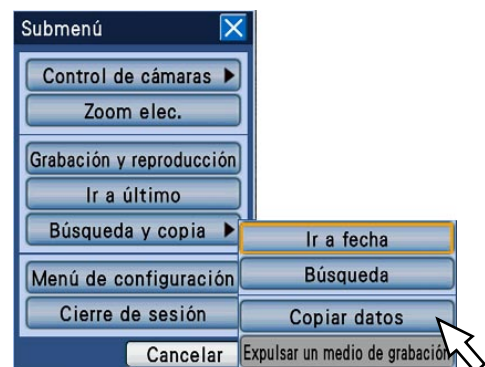 Submenú
Control de cámaras
Zoom elec.
Grabación y reproducción
Ir a último
Búsqueda y copia
Menú de configuración
Cierre de sesión
Cancelar
Ir a fecha
Búsqueda
Copiar datos
Expulsar un medio de grabación